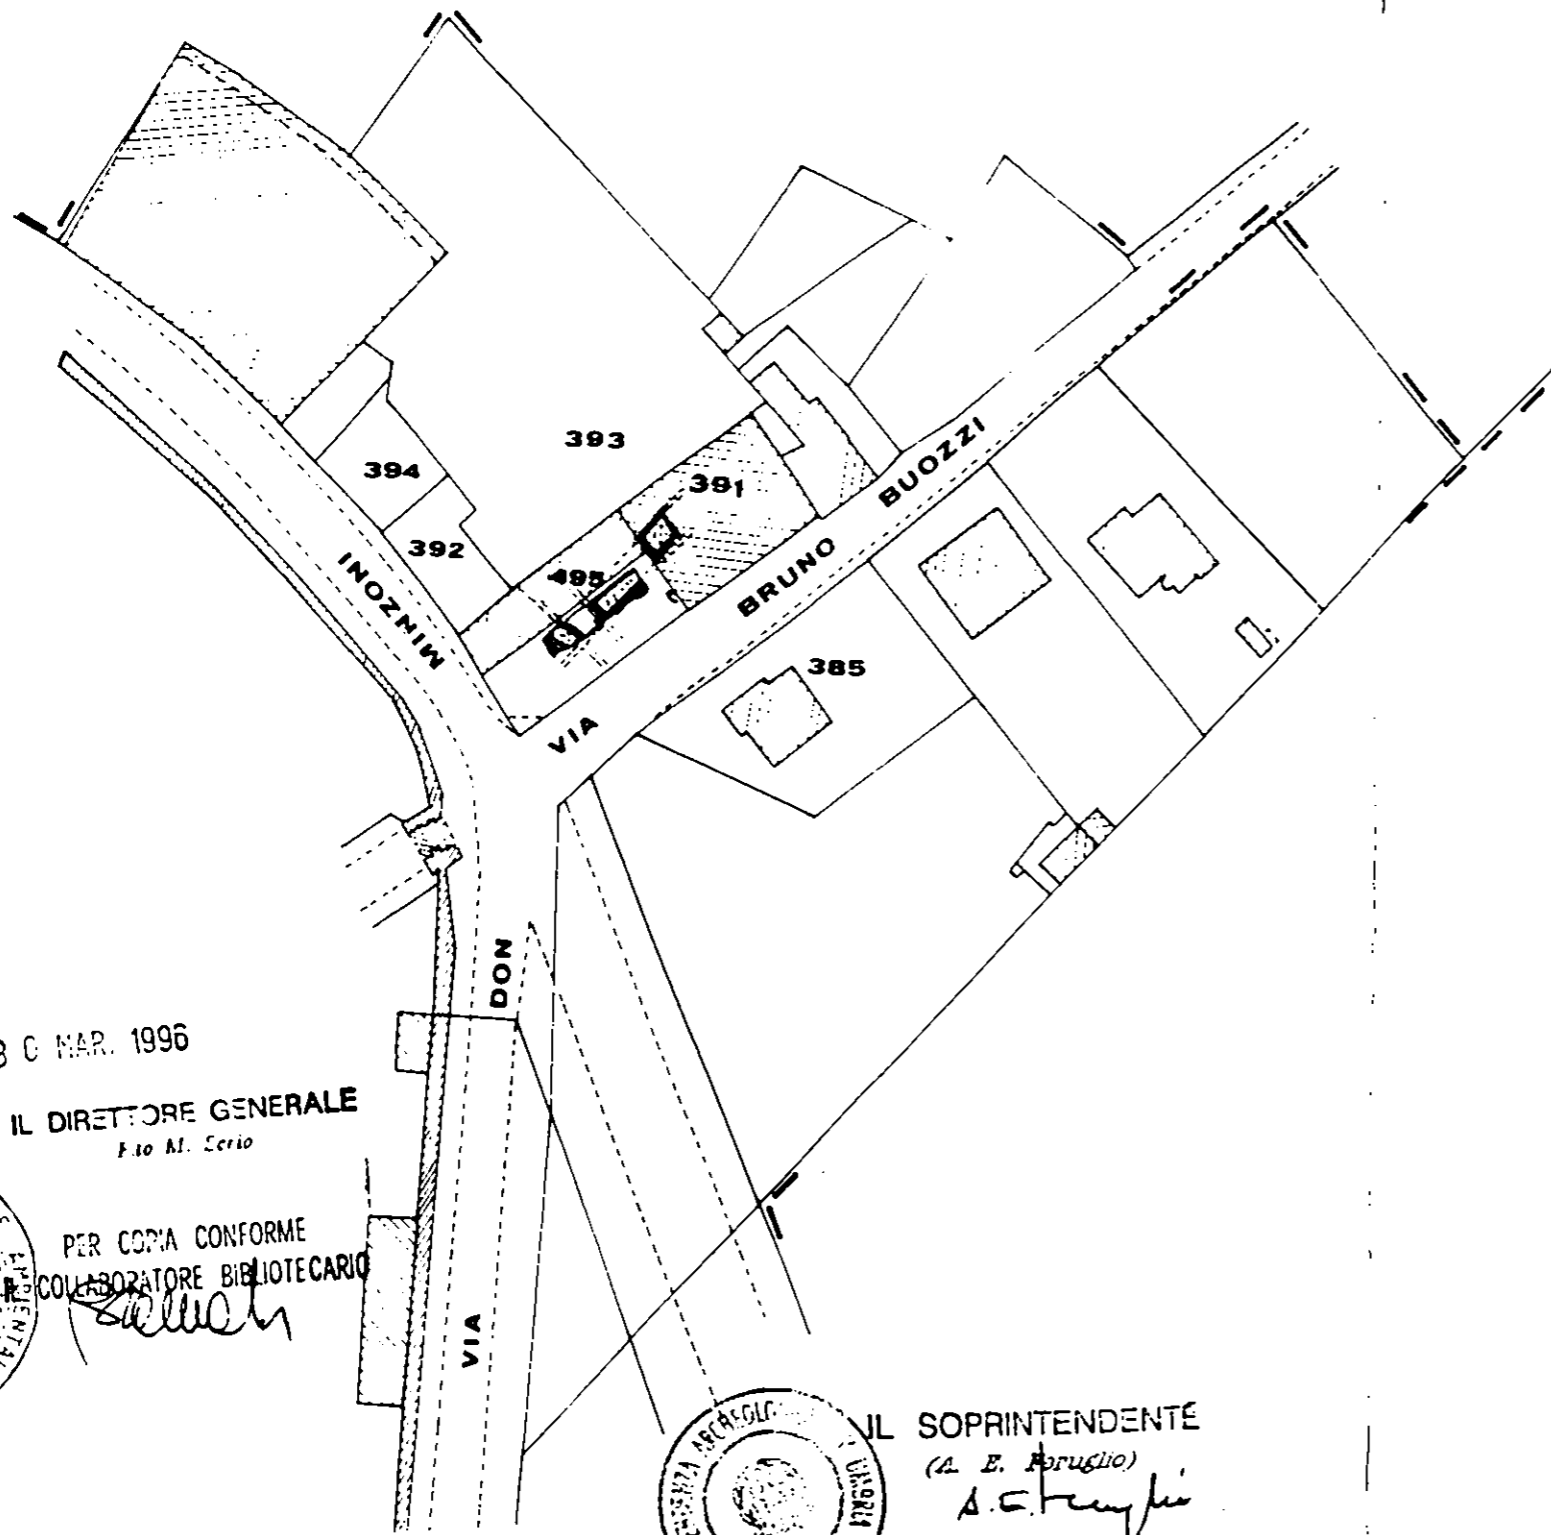 393
394
391
392
495
C
385
VIA BRUNO BUOZZI
VIA DON MINZONI
0 MAR. 1996
IL DIRETTORE GENERALE
F.to M. Serio
PER COPIA CONFORME
IL COLLABORATORE BIBLIOTECARIO
IL SOPRINTENDENTE
(A. E. Feruglio)